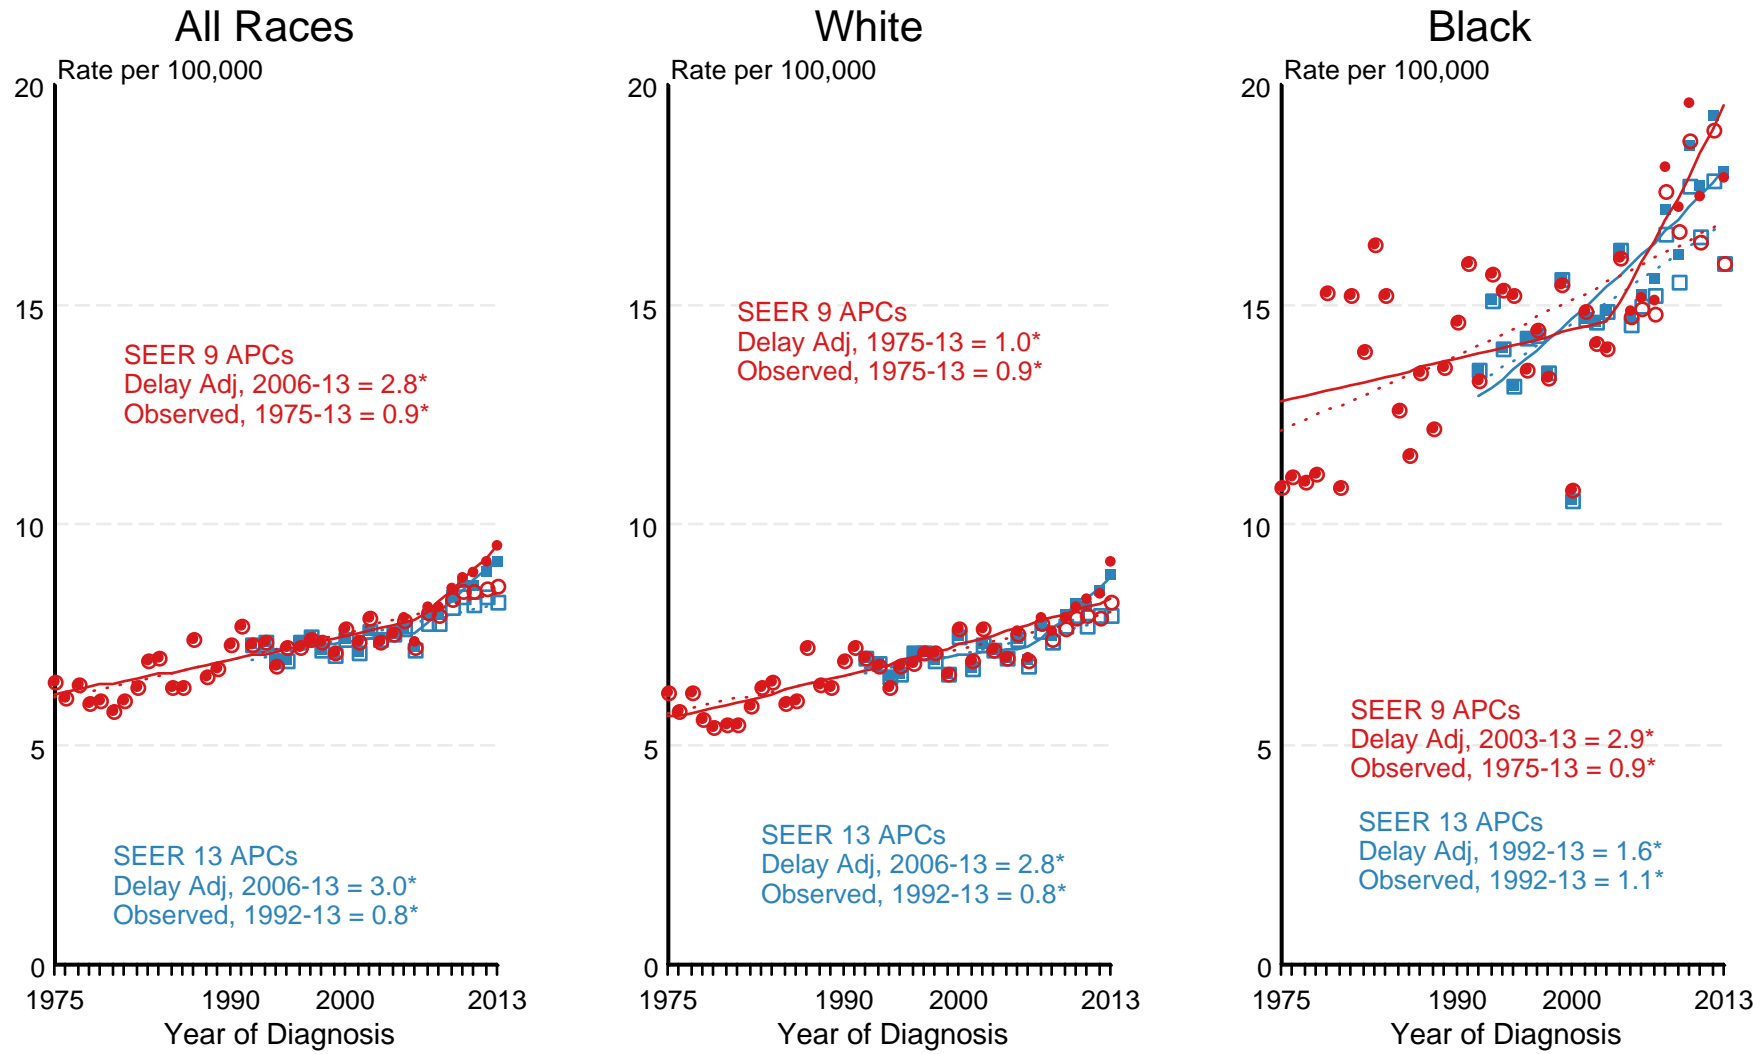 All Races
Rate per 100,000
20
15
10
5
0
SEER 9 APCs
Delay Adj, 2006-13 = 2.8*
Observed, 1975-13 = 0.9*
SEER 13 APCs
Delay Adj, 2006-13 = 3.0*
Observed, 1992-13 = 0.8*
1975 1990 2000 2013
Year of Diagnosis
White
Rate per 100,000
20
15
10
5
0
SEER 9 APCs
Delay Adj, 1975-13 = 1.0*
Observed, 1975-13 = 0.9*
SEER 13 APCs
Delay Adj, 2006-13 = 2.8*
Observed, 1992-13 = 0.8*
1975 1990 2000 2013
Year of Diagnosis
Black
Rate per 100,000
20
15
10
5
0
SEER 9 APCs
Delay Adj, 2003-13 = 2.9*
Observed, 1975-13 = 0.9*
SEER 13 APCs
Delay Adj, 1992-13 = 1.6*
Observed, 1992-13 = 1.1*
1975 1990 2000 2013
Year of Diagnosis